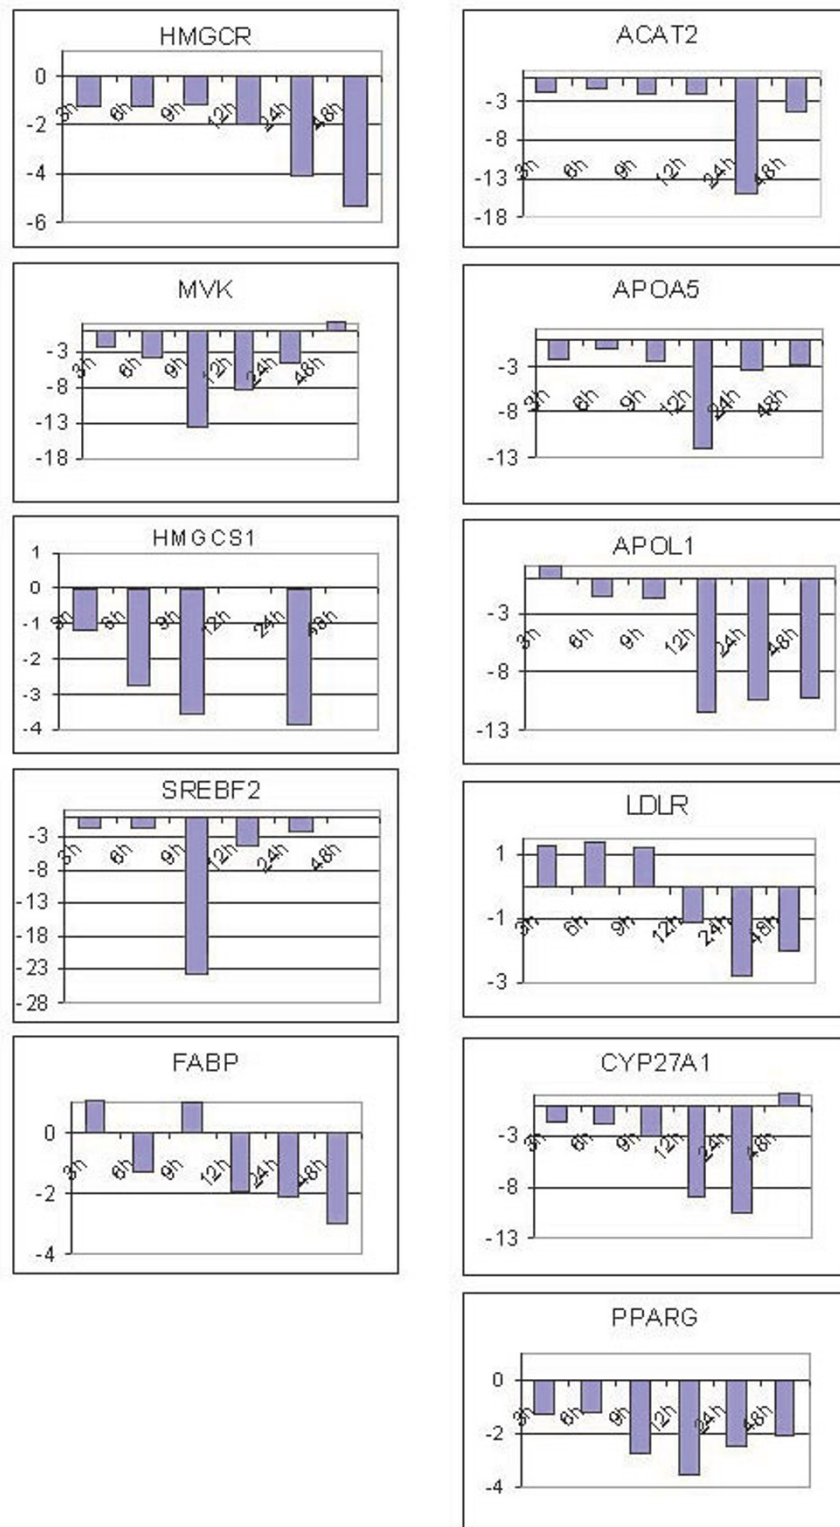 HMGCR
0
-2
-4
-6
3h 6h 9h 12h 24h 48h
MVK
-3
-8
-13
-18
3h 6h 9h 12h 24h 48h
HMGCS1
1
0
-1
-2
-3
-4
3h 6h 9h 12h 24h 48h
SREBF2
-3
-8
-13
-18
-23
-28
3h 6h 9h 12h 24h 48h
FABP
0
-2
-4
3h 6h 9h 12h 24h 48h
ACAT2
-3
-8
-13
-18
3h 6h 9h 12h 24h 48h
APOA5
-3
-8
-13
3h 6h 9h 12h 24h 48h
APOL1
-3
-8
-13
3h 6h 9h 12h 24h 48h
LDLR
1
-1
-3
3h 6h 9h 12h 24h 48h
CYP27A1
-3
-8
-13
3h 6h 9h 12h 24h 48h
PPARG
0
-2
-4
3h 6h 9h 12h 24h 48h